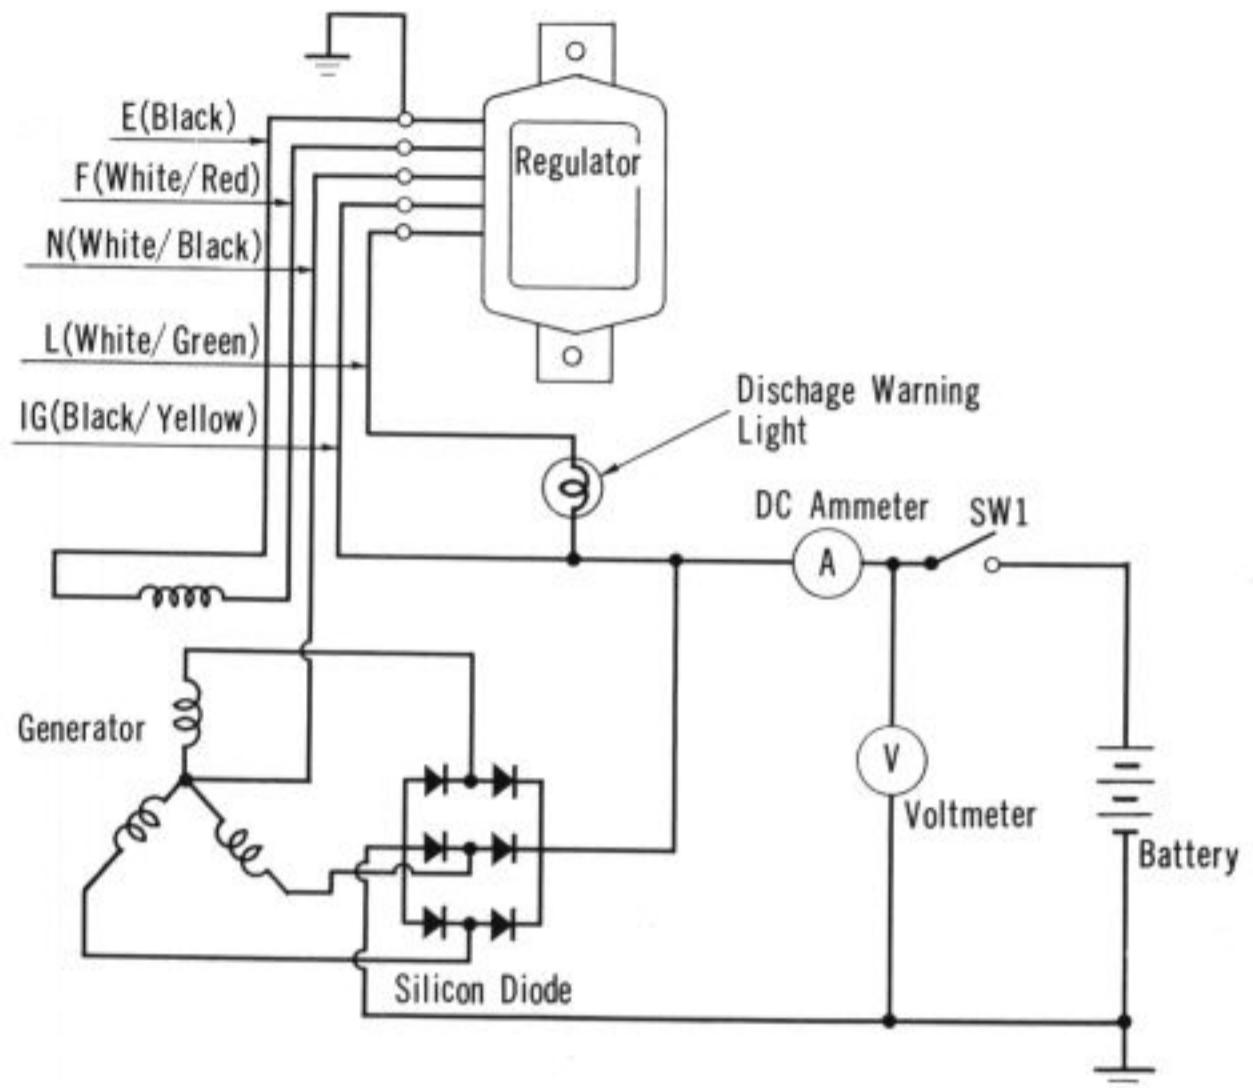 E(Black)
F(White/Red)
N(White/Black)
L(White/Green)
IG(Black/Yellow)
Regulator
Dischage Warning
Light
DC Ammeter
SW1
A
Generator
V
Voltmeter
Battery
Silicon Diode